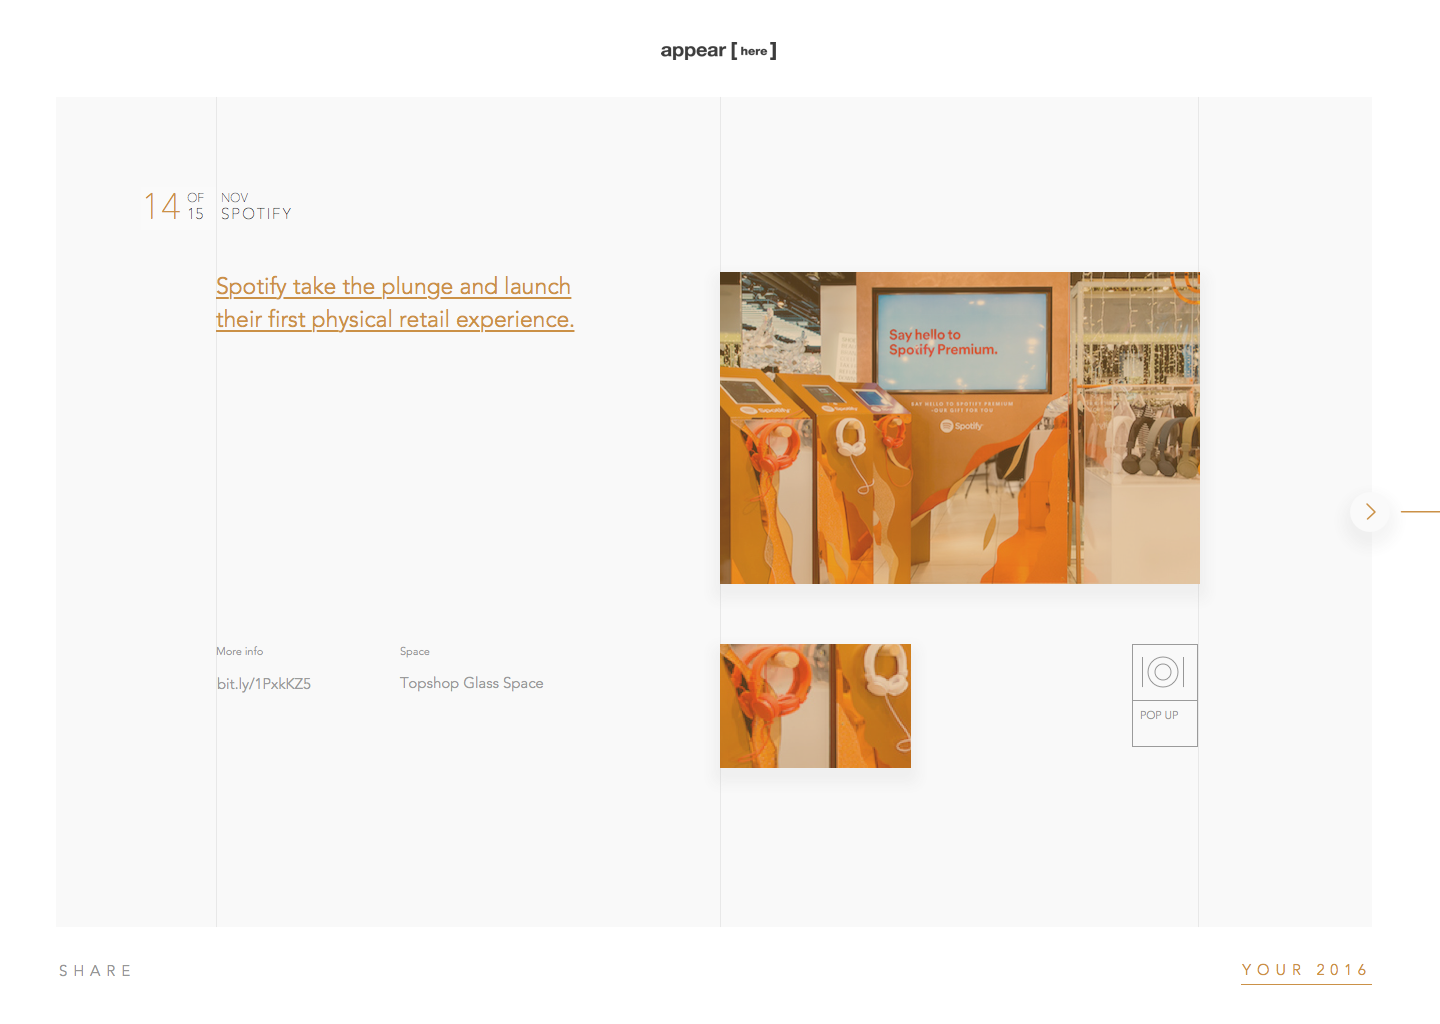 appear [ here ]
14 OF 15 NOV SPOTIFY
Spotify take the plunge and launch
their first physical retail experience.
Say hello to
Spotify Premium.
SAY HELLO TO SPOTIFY PREMIUM
-OUR GIFT FOR YOU
Spotify
Spotify
Spotify
More info
Space
bit.ly/1PxkKZ5
Topshop Glass Space
POP UP
SHARE
YOUR 2016